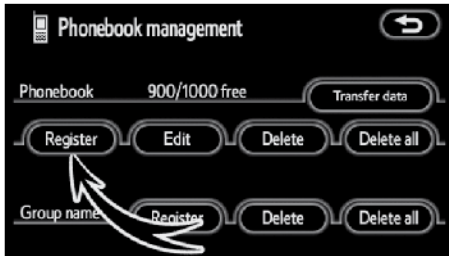 Phonebook management
Phonebook 900/1000 free Transfer data
Register Edit Delete Delete all
Group name Register Delete Delete all